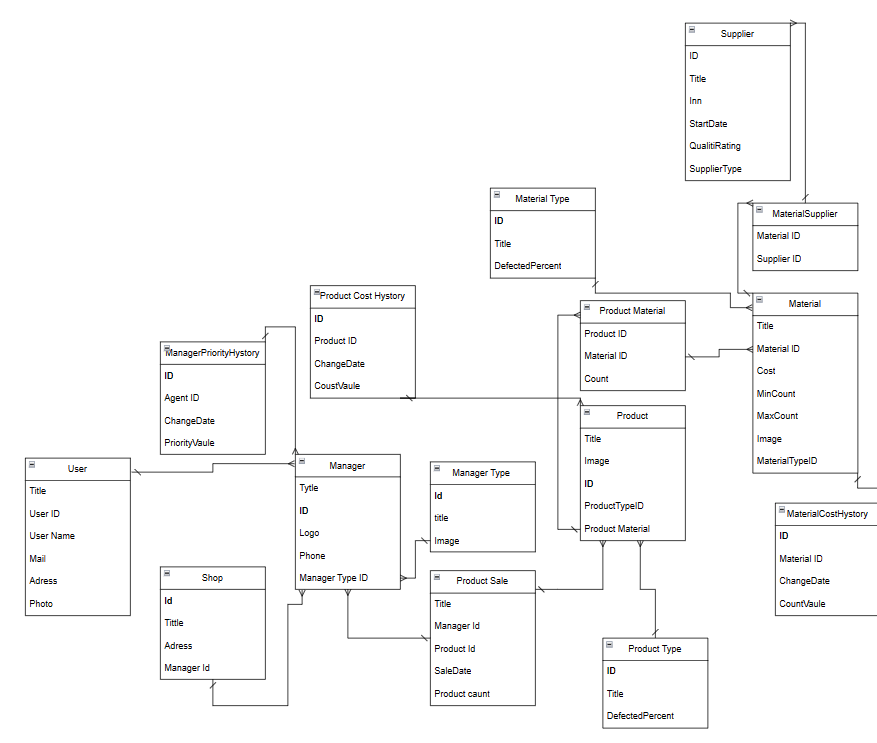 Supplier
ID
Title
Inn
StartDate
QualitiRating
SupplierType
Material Type
ID
Title
DefectedPercent
MaterialSupplier
Material ID
Supplier ID
Product Cost Hystory
ID
Product ID
ChangeDate
CoustVaule
Product Material
Product ID
Material ID
Count
Material
Title
Material ID
Cost
MinCount
MaxCount
Image
MaterialTypeID
ManagerPriorityHystory
ID
Agent ID
ChangeDate
PriorityVaule
Product
Title
Image
ID
ProductTypeID
Product Material
User
Title
User ID
User Name
Mail
Adress
Photo
Manager
Tytle
ID
Logo
Phone
Manager Type ID
Manager Type
Id
title
Image
MaterialCostHystory
ID
Material ID
ChangeDate
CountVaule
Shop
Id
Tittle
Adress
Manager Id
Product Sale
Title
Manager Id
Product Id
SaleDate
Product caunt
Product Type
ID
Title
DefectedPercent